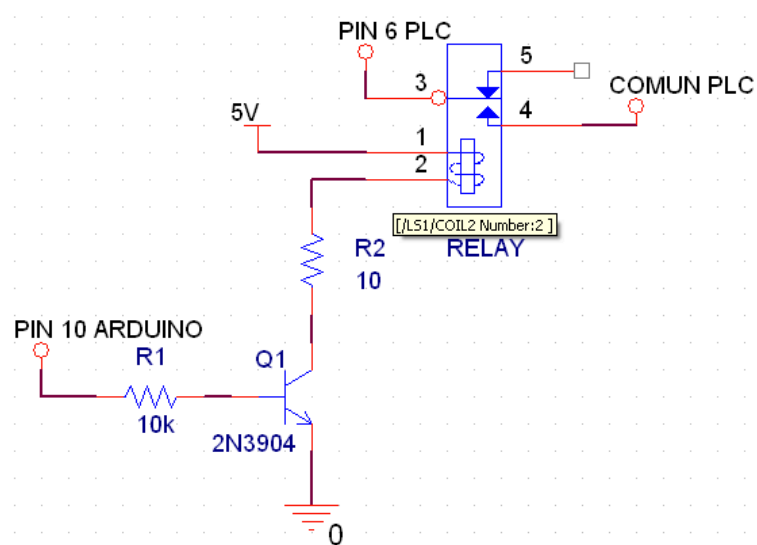 PIN 6 PLC
5
COMUN PLC
3
4
5V
1
2
[/LS1/COIL2 Number:2 ]
RELAY
R2
10
PIN 10 ARDUINO
R1
Q1
10k
2N3904
0